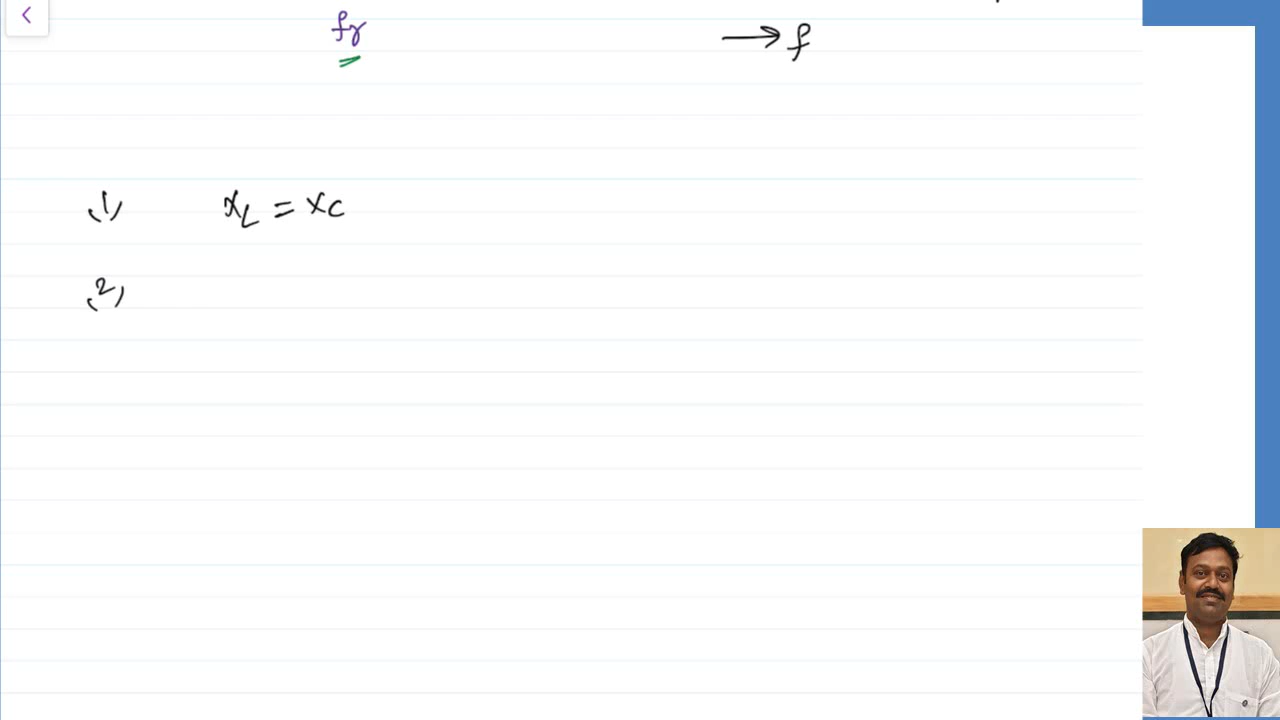 fr
→ f
(1) XL = XC
(2)